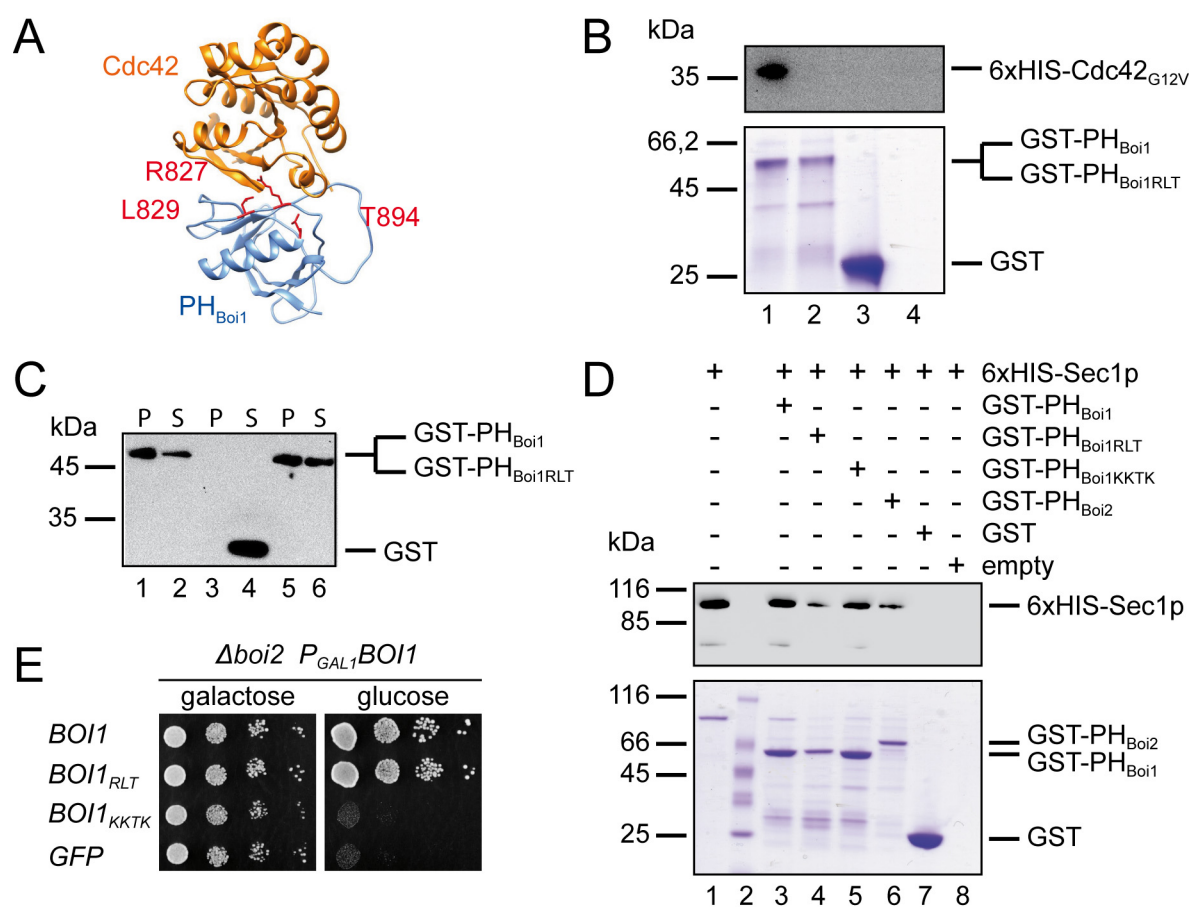 A
Cdc42
R827
L829
T894
PHBoi1
B
kDa
35
6xHIS-Cdc42G12V
66,2
45
25
GST-PHBoi1
GST-PHBoi1RLT
GST
1 2 3 4
C
P S P S P S
kDa
45
35
GST-PHBoi1
GST-PHBoi1RLT
GST
1 2 3 4 5 6
D
+ + + + + + + 6xHIS-Sec1p
- + - - - - - GST-PHBoi1
- - + - - - - GST-PHBoi1RLT
- - - + - - - GST-PHBoi1KKTK
- - - - + - - GST-PHBoi2
- - - - - + - GST
- - - - - - + empty
kDa
116
85
6xHIS-Sec1p
116
66
45
25
GST-PHBoi2
GST-PHBoi1
GST
1 2 3 4 5 6 7 8
E
Δboi2 PGAL1BOI1
galactose glucose
BOI1
BOI1RLT
BOI1KKTK
GFP